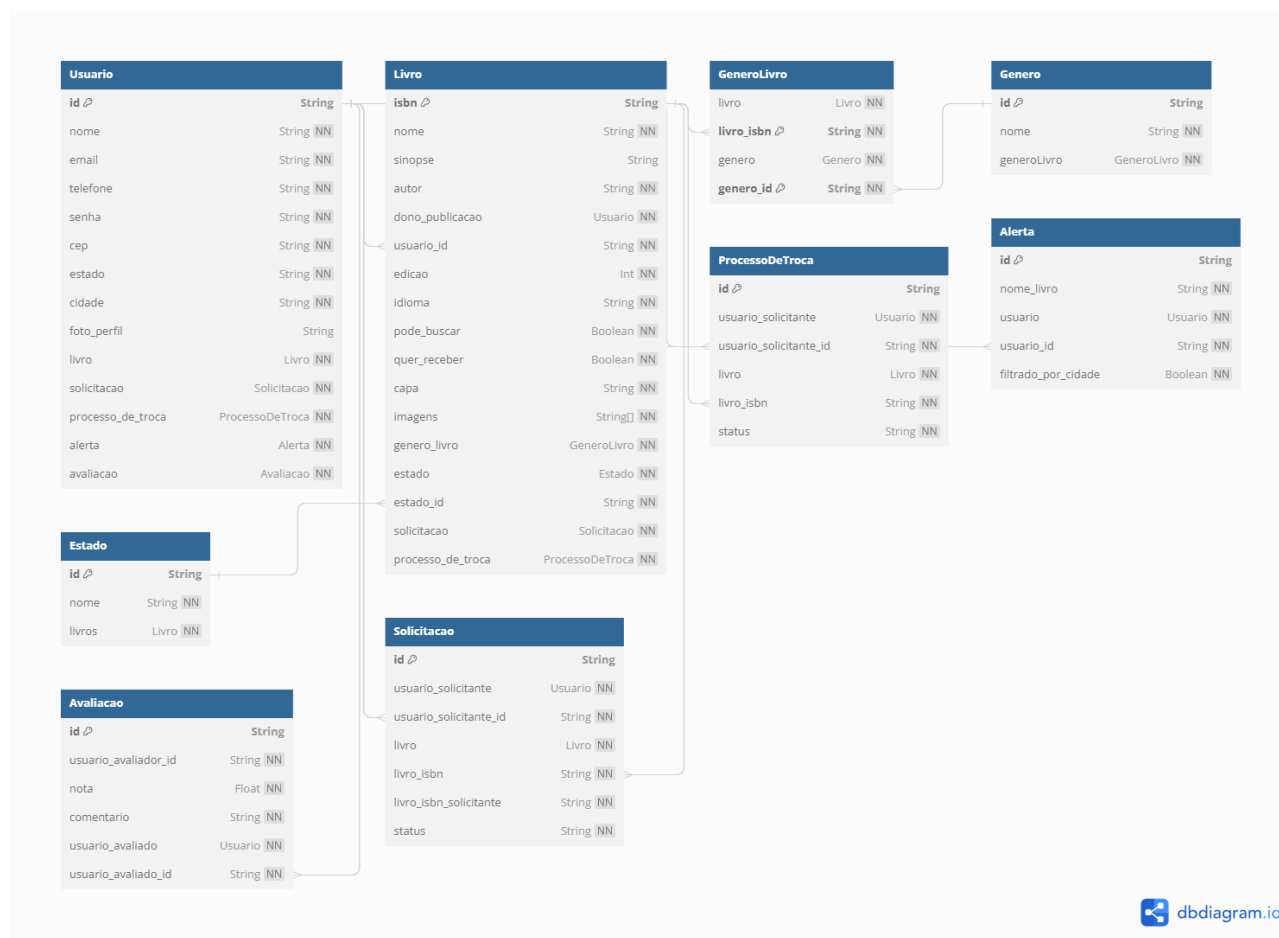 Usuario
id String
nome String NN
email String NN
telefone String NN
senha String NN
cep String NN
estado String NN
cidade String NN
foto_perfil String
livro Livro NN
solicitacao Solicitacao NN
processo_de_troca ProcessoDeTroca NN
alerta Alerta NN
avaliacao Avaliacao NN
Livro
isbn String
nome String NN
sinopse String
autor String NN
dono_publicacao Usuario NN
usuario_id String NN
edicao Int NN
idioma String NN
pode_buscar Boolean NN
quer_receber Boolean NN
capa String NN
imagens String[] NN
genero_livro GeneroLivro NN
estado Estado NN
estado_id String NN
solicitacao Solicitacao NN
processo_de_troca ProcessoDeTroca NN
GeneroLivro
livro Livro NN
livro_isbn String NN
genero Genero NN
genero_id String NN
Genero
id String
nome String NN
generoLivro GeneroLivro NN
ProcessoDeTroca
id String
usuario_solicitante Usuario NN
usuario_solicitante_id String NN
livro Livro NN
livro_isbn String NN
status String NN
Alerta
id String
nome_livro String NN
usuario Usuario NN
usuario_id String NN
filtrado_por_cidade Boolean NN
Estado
id String
nome String NN
livros Livro NN
Solicitacao
id String
usuario_solicitante Usuario NN
usuario_solicitante_id String NN
livro Livro NN
livro_isbn String NN
livro_isbn_solicitante String NN
status String NN
Avaliacao
id String
usuario_avaliador_id String NN
nota Float NN
comentario String NN
usuario_avaliado Usuario NN
usuario_avaliado_id String NN
dbdiagram.io